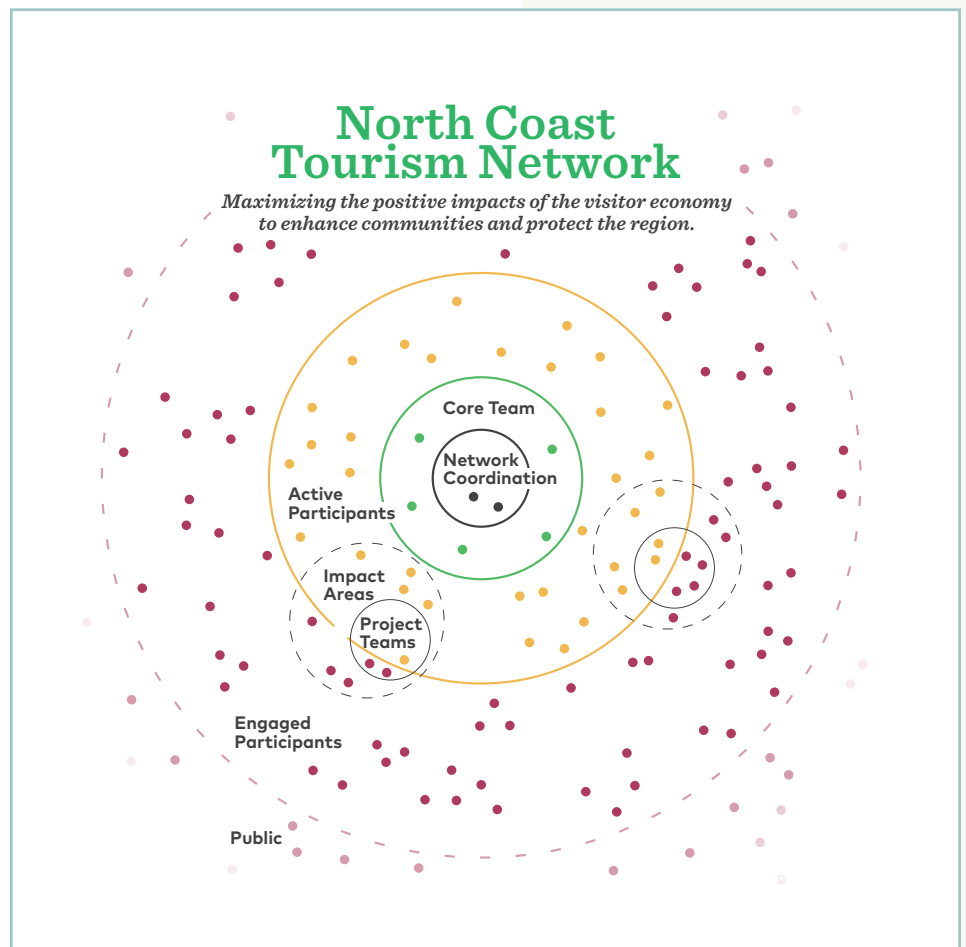 North Coast
Tourism Network
Maximizing the positive impacts of the visitor economy
to enhance communities and protect the region.
Core Team
Network
Coordination
Active
Participants
Impact
Areas
Project
Teams
Engaged
Participants
Public